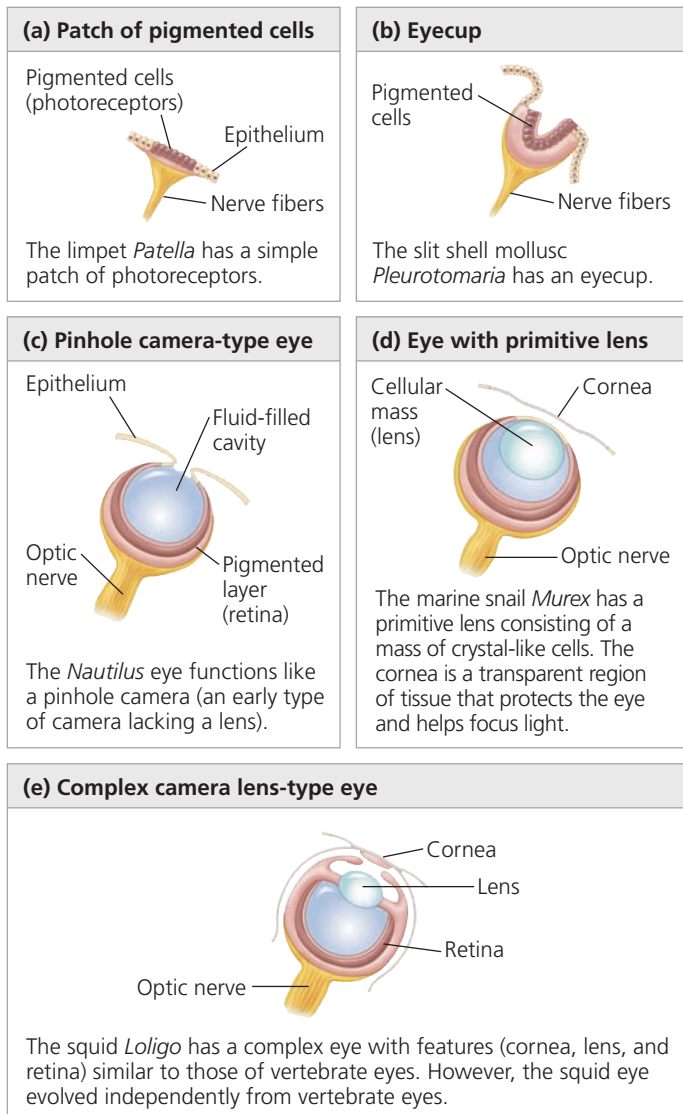 (a) Patch of pigmented cells
Pigmented cells
(photoreceptors)
Epithelium
Nerve fibers
The limpet Patella has a simple
patch of photoreceptors.
(b) Eyecup
Pigmented
cells
Nerve fibers
The slit shell mollusc
Pleurotomaria has an eyecup.
(c) Pinhole camera-type eye
Epithelium
Fluid-filled
cavity
Optic
nerve
Pigmented
layer
(retina)
The Nautilus eye functions like
a pinhole camera (an early type
of camera lacking a lens).
(d) Eye with primitive lens
Cellular
mass
(lens)
Cornea
Optic nerve
The marine snail Murex has a
primitive lens consisting of a
mass of crystal-like cells. The
cornea is a transparent region
of tissue that protects the eye
and helps focus light.
(e) Complex camera lens-type eye
Cornea
Lens
Retina
Optic nerve
The squid Loligo has a complex eye with features (cornea, lens, and
retina) similar to those of vertebrate eyes. However, the squid eye
evolved independently from vertebrate eyes.